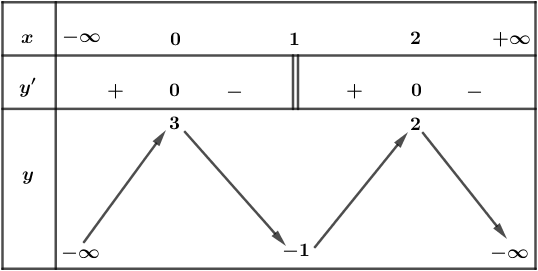 x −∞ 0 1 2 +∞
y′ + 0 − + 0 −
3 2
y
−∞ −1 −∞